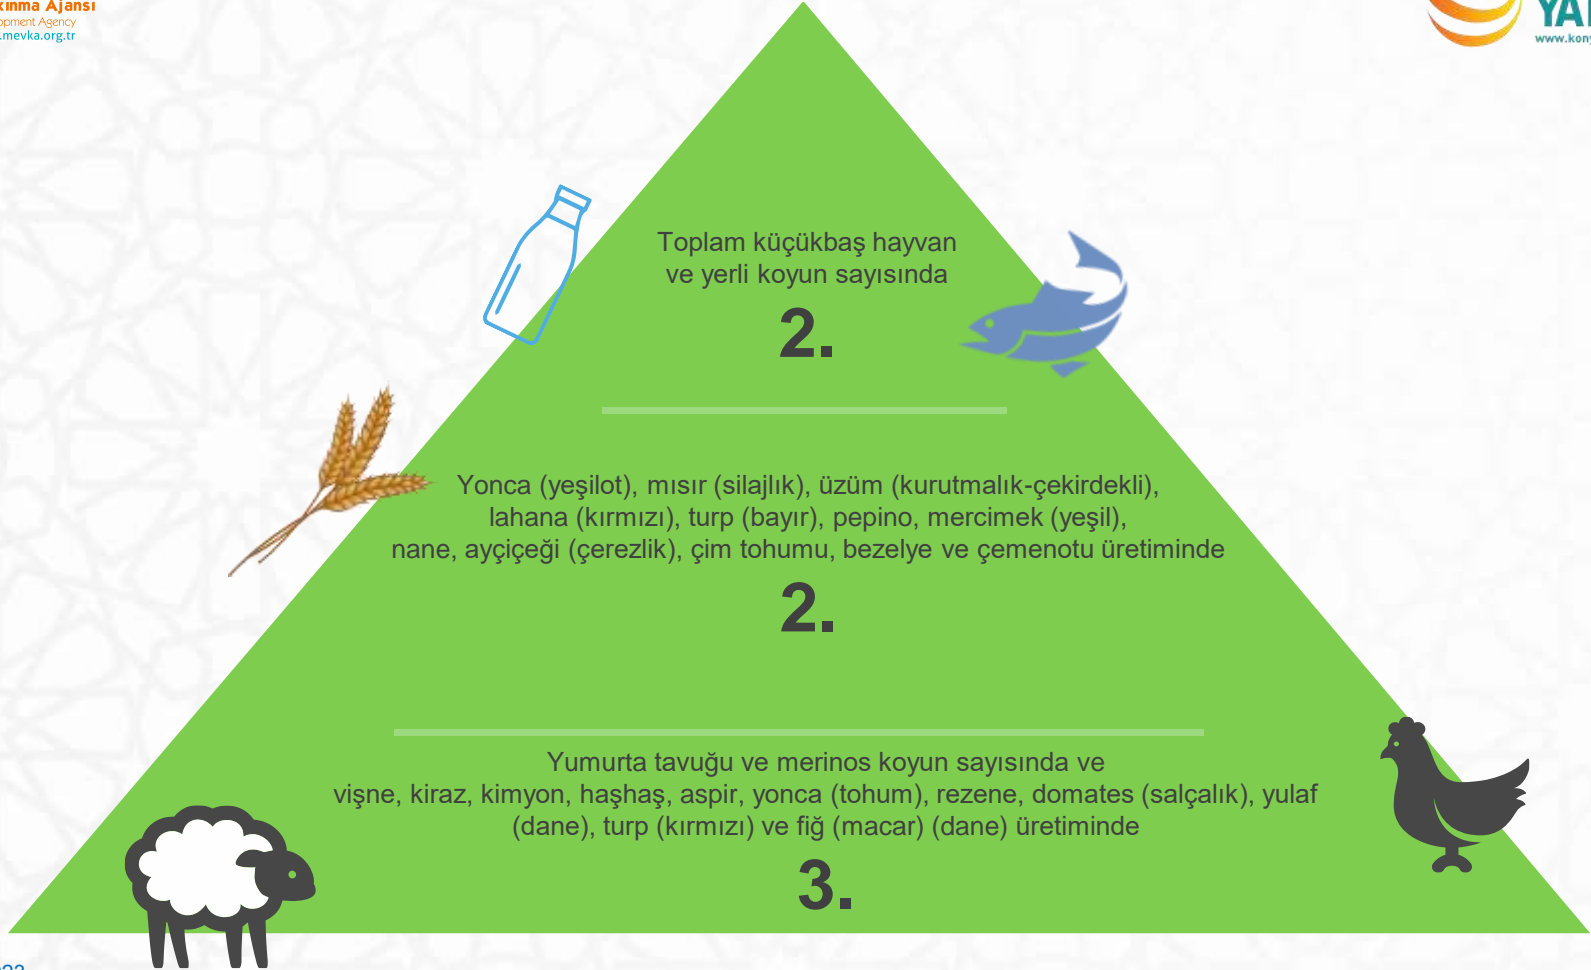 Ajansı
opment Agency
.mevka.org.tr
www.kony
Toplam küçükbaş hayvan
ve yerli koyun sayısında
2.
Yonca (yeşilot), mısır (silajlık), üzüm (kurutmalık-çekirdekli),
lahana (kırmızı), turp (bayır), pepino, mercimek (yeşil),
nane, ayçiçeği (çerezlik), çim tohumu, bezelye ve çemenotu üretiminde
2.
Yumurta tavuğu ve merinos koyun sayısında ve
vişne, kiraz, kimyon, haşhaş, aspir, yonca (tohum), rezene, domates (salçalık), yulaf
(dane), turp (kırmızı) ve fiğ (macar) (dane) üretiminde
3.